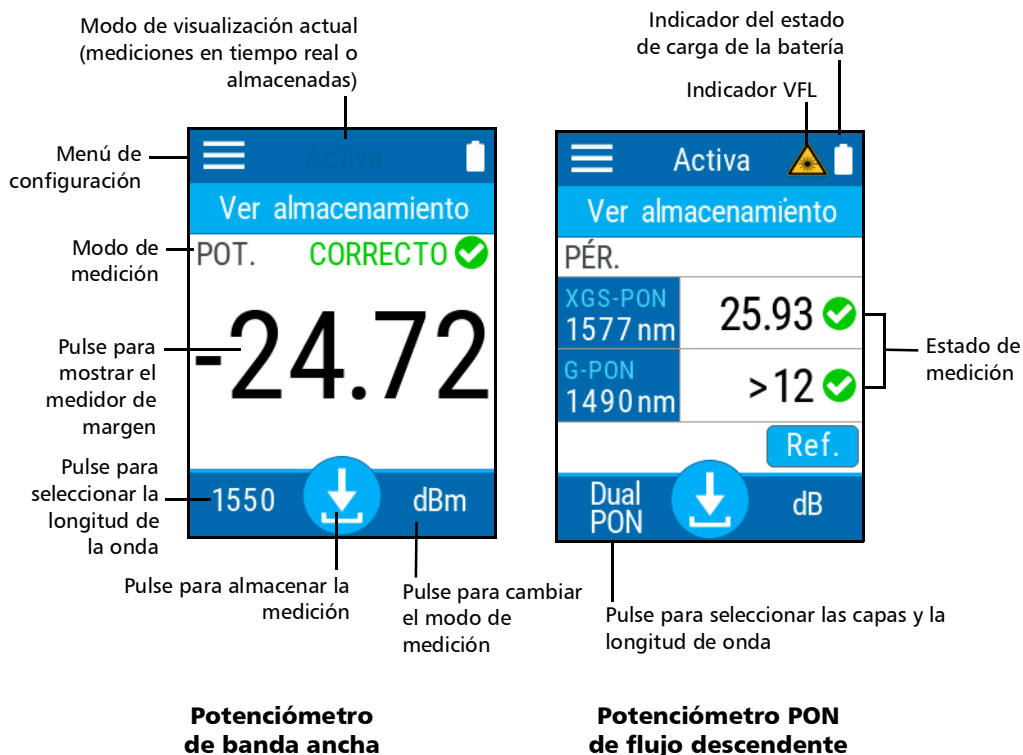 Modo de visualización actual
(mediciones en tiempo real o
almacenadas)
Indicador del estado
de carga de la batería
Indicador VFL
Menú de
configuración
Activa
Ver almacenamiento
Modo de
medición
POT. CORRECTO
-24.72
Pulse para
mostrar el
medidor de
margen
Pulse para
seleccionar la
longitud de
la onda
1550
dBm
Pulse para almacenar la
medición
Pulse para cambiar
el modo de
medición
Activa
Ver almacenamiento
PÉR.
XGS-PON
1577 nm
25.93
G-PON
1490 nm
>12
Estado de
medición
Ref.
Dual
PON
dB
Pulse para seleccionar las capas y la
longitud de onda
Potenciómetro
de banda ancha
Potenciómetro PON
de flujo descendente